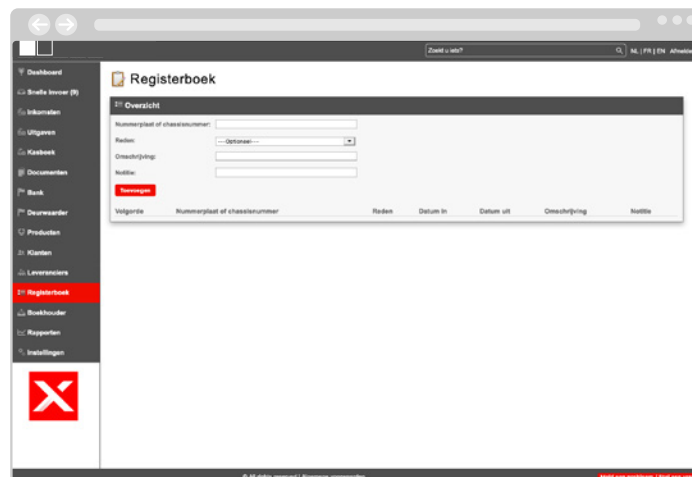 Zoekt u iets?
NL | FR | EN Afmelden
Dashboard
Snelle invoer (9)
Inkomsten
Uitgaven
Kasboek
Documenten
Bank
Deurwaarder
Producten
Klanten
Leveranciers
Registerboek
Boekhouder
Rapporten
Instellingen
Registerboek
Overzicht
Nummerplaat of chassisnummer:
Reden: ---Optioneel---
Omschrijving:
Notitie:
Toevoegen
Volgorde Nummerplaat of chassisnummer Reden Datum in Datum uit Omschrijving Notitie